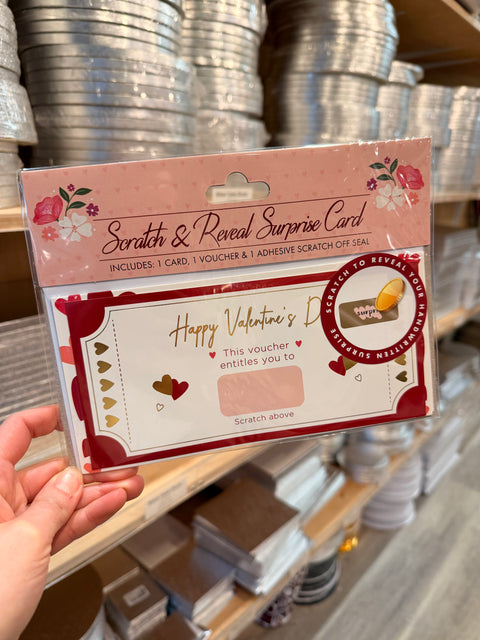 Scratch & Reveal Surprise Card
INCLUDES: 1 CARD, 1 VOUCHER & 1 ADHESIVE SCRATCH OFF SEAL
Happy Valentine's D
This voucher
entitles you to
Scratch above
SCRATCH TO REVEAL YOUR HANDWRITTEN SURPRISE
surpr